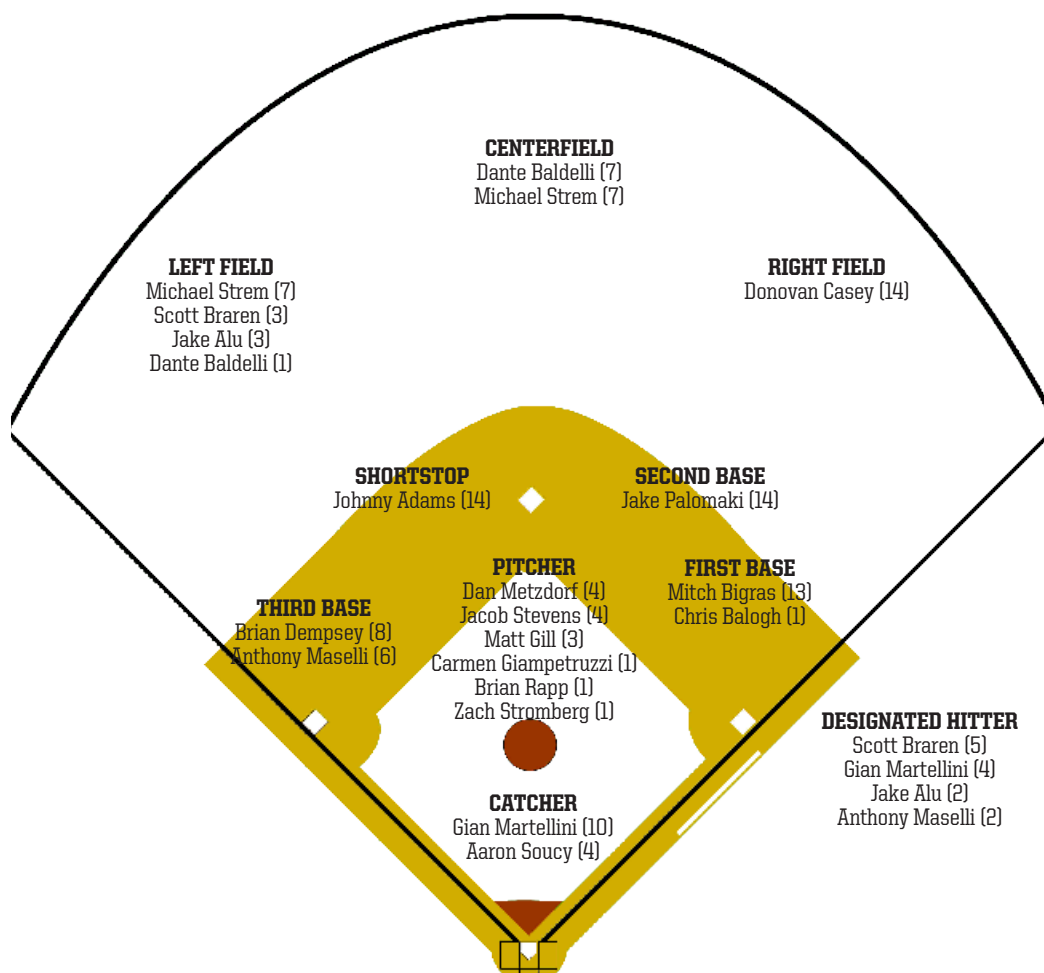 CENTERFIELD
Dante Baldelli (7)
Michael Strem (7)
LEFT FIELD
Michael Strem (7)
Scott Braren (3)
Jake Alu (3)
Dante Baldelli (1)
RIGHT FIELD
Donovan Casey (14)
SHORTSTOP
Johnny Adams (14)
SECOND BASE
Jake Palomaki (14)
THIRD BASE
Brian Dempsey (8)
Anthony Maselli (6)
PITCHER
Dan Metzdorf (4)
Jacob Stevens (4)
Matt Gill (3)
Carmen Giampetruzzi (1)
Brian Rapp (1)
Zach Stromberg (1)
FIRST BASE
Mitch Bigras (13)
Chris Balogh (1)
CATCHER
Gian Martellini (10)
Aaron Soucy (4)
DESIGNATED HITTER
Scott Braren (5)
Gian Martellini (4)
Jake Alu (2)
Anthony Maselli (2)